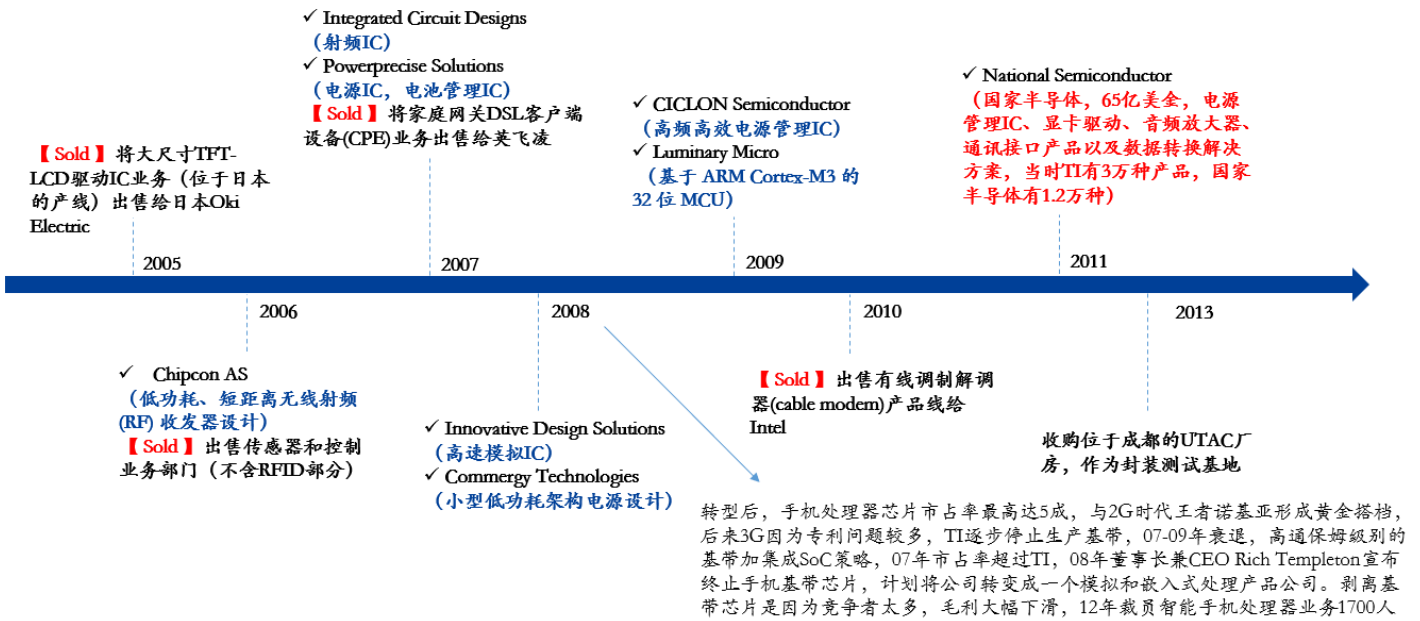 【Sold】将大尺寸TFT-
LCD驱动IC业务（位于日本
的产线）出售给日本Oki
Electric
2005
✓ Integrated Circuit Designs
（射频IC）
✓ Powerprecise Solutions
（电源IC，电池管理IC）
【Sold】将家庭网关DSL客户端
设备(CPE)业务出售给英飞凌
2007
✓ CICLON Semiconductor
（高频高效电源管理IC）
✓ Luminary Micro
（基于 ARM Cortex-M3 的
32 位 MCU）
2009
✓ National Semiconductor
（国家半导体，65亿美金，电源
管理IC、显卡驱动、音频放大器、
通讯接口产品以及数据转换解决
方案，当时TI有3万种产品，国家
半导体有1.2万种）
2011
2006
✓ Chipcon AS
（低功耗、短距离无线射频
(RF) 收发器设计）
【Sold】出售传感器和控制
业务部门（不含RFID部分）
2008
✓ Innovative Design Solutions
（高速模拟IC）
✓ Commergy Technologies
（小型低功耗架构电源设计）
2010
【Sold】出售有线调制解调
器(cable modem)产品线给
Intel
2013
收购位于成都的UTAC厂
房，作为封装测试基地
转型后，手机处理器芯片市占率最高达5成，与2G时代王者诺基亚形成黄金搭档，
后来3G因为专利问题较多，TI逐步停止生产基带，07-09年衰退，高通保姆级别的
基带加集成SoC策略，07年市占率超过TI，08年董事长兼CEO Rich Templeton宣布
终止手机基带芯片，计划将公司转变成一个模拟和嵌入式处理产品公司。剥离基
带芯片是因为竞争者太多，毛利大幅下滑，12年裁员智能手机处理器业务1700人